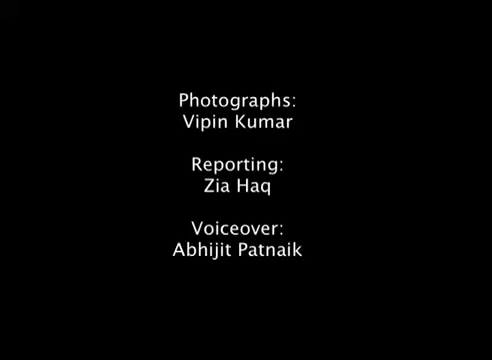 Photographs:
Vipin Kumar
Reporting:
Zia Haq
Voiceover:
Abhijit Patnaik